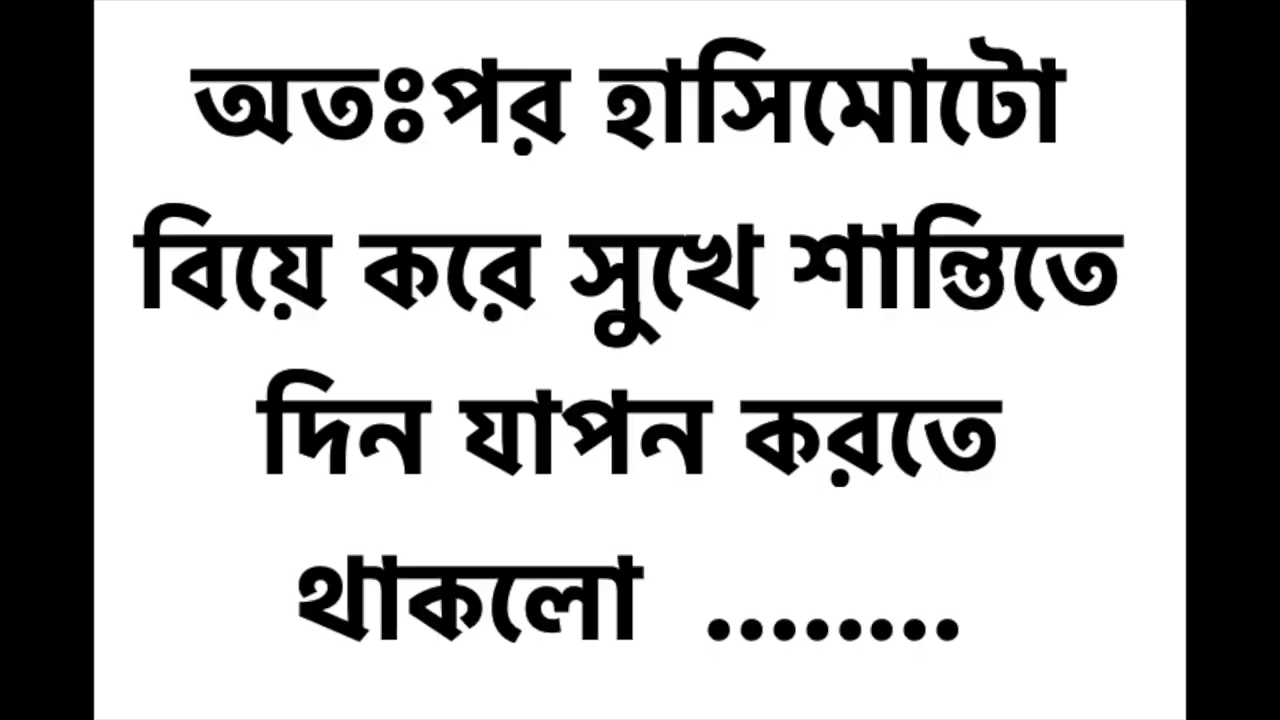 অতঃপর হাসিমোটো
বিয়ে করে সুখে শান্তিতে
দিন যাপন করতে
থাকলো ........